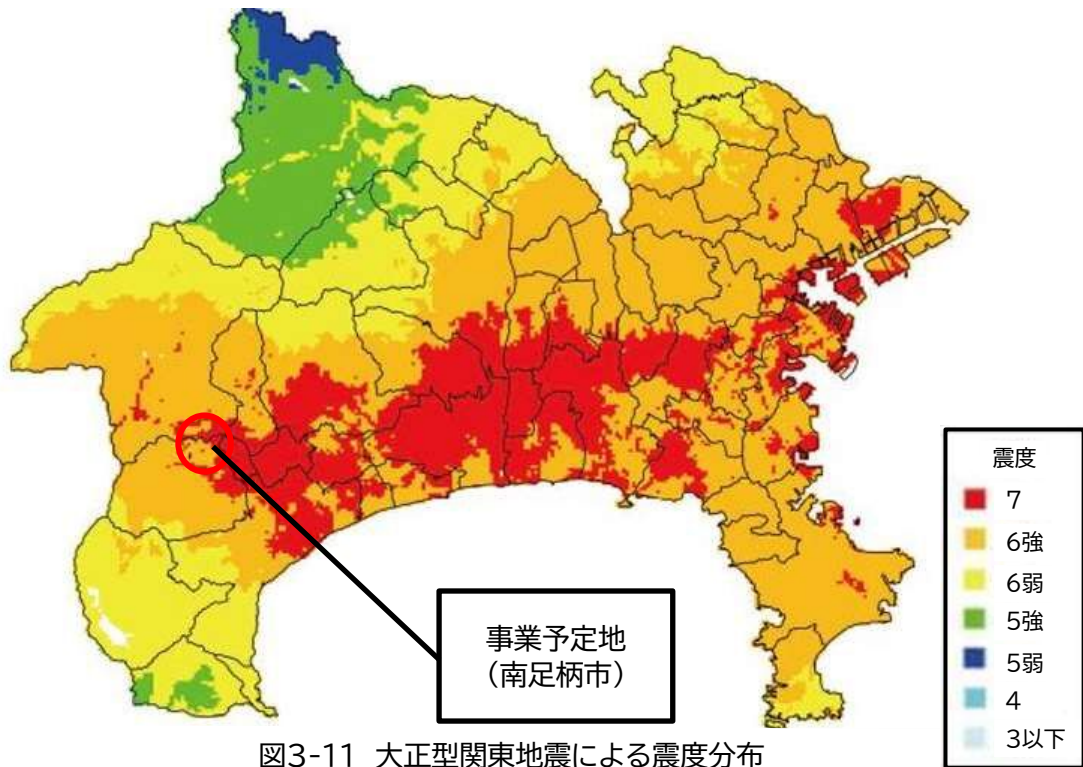 震度
7
6強
6弱
5強
5弱
4
3以下
事業予定地
(南足柄市)
図3-11 大正型関東地震による震度分布